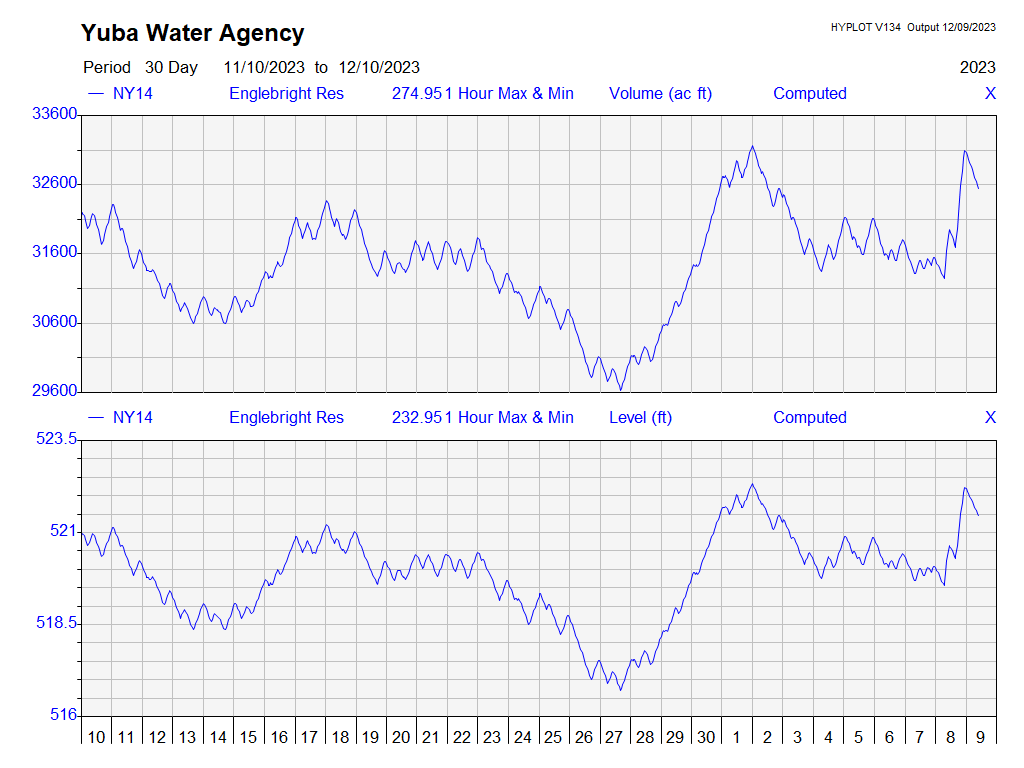 Yuba Water Agency
HYPLOT V134 Output 12/09/2023
Period 30 Day 11/10/2023 to 12/10/2023
2023
NY14 Englebright Res 274.951 Hour Max & Min Volume (ac ft) Computed X
33600
32600
31600
30600
29600
NY14 Englebright Res 232.951 Hour Max & Min Level (ft) Computed X
523.5
521
518.5
516
10 11 12 13 14 15 16 17 18 19 20 21 22 23 24 25 26 27 28 29 30 1 2 3 4 5 6 7 8 9